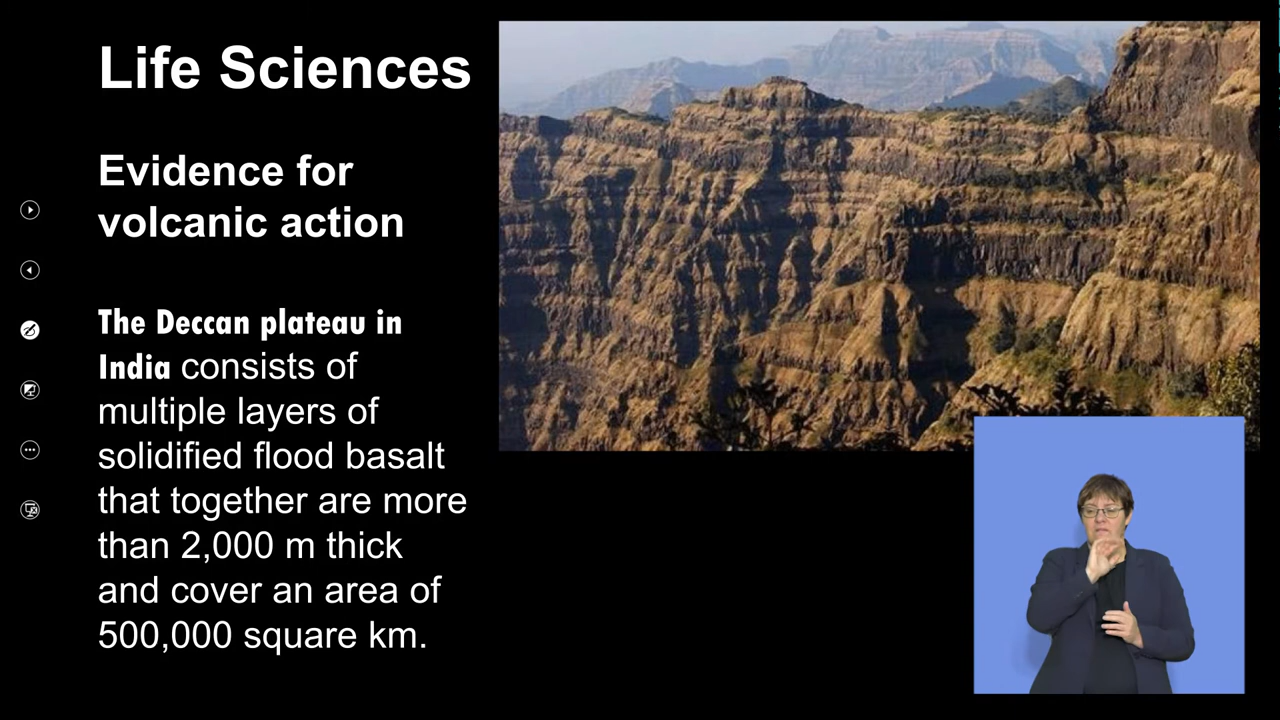 Life Sciences
Evidence for
volcanic action
The Deccan plateau in
India consists of
multiple layers of
solidified flood basalt
that together are more
than 2,000 m thick
and cover an area of
500,000 square km.